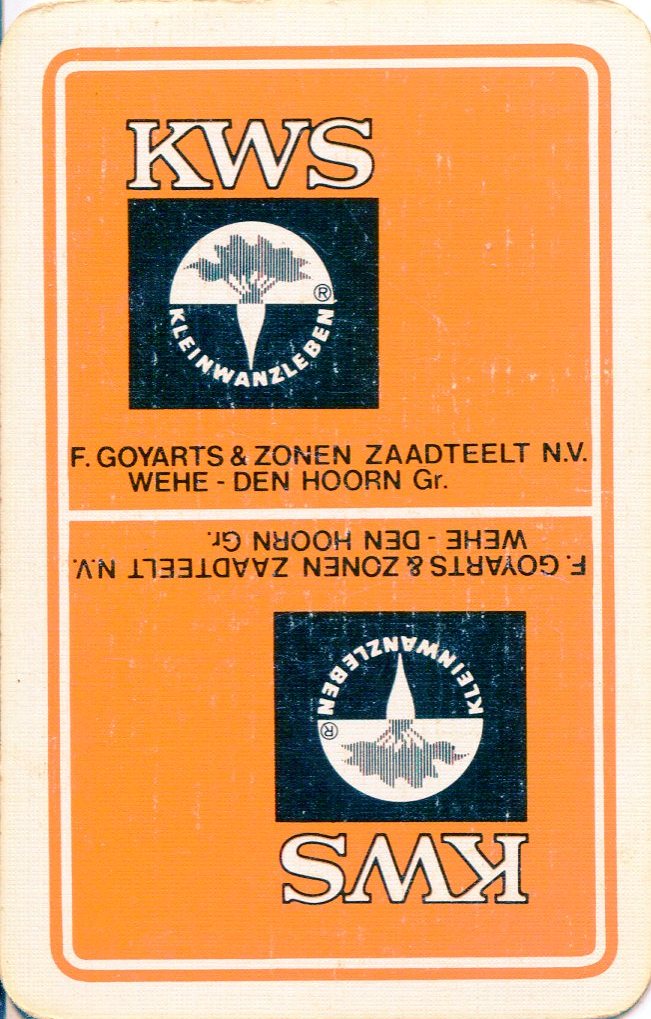 KWS
®
KLEINWANZLEBEN
F. GOYARTS & ZONEN ZAADTEELT N.V.
WEHE - DEN HOORN Gr.
KWS
®
KLEINWANZLEBEN
F. GOYARTS & ZONEN ZAADTEELT N.V.
WEHE - DEN HOORN Gr.